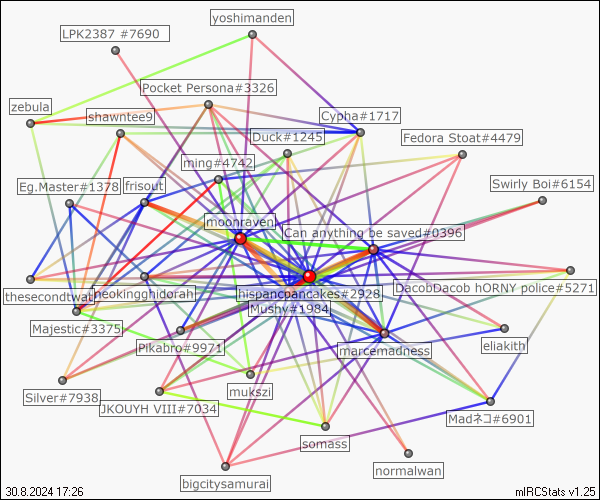 yoshimanden
LPK2387 #7690
Pocket Persona#3326
zebula
shawntee9
Cypha#1717
Duck#1245
Fedora Stoat#4479
ming#4742
Eg.Master#1378
frisout
Swirly Boi#6154
moonraven
Can anything be saved#0396
thesecondtwat
neokingghidorah
hispancpancakes#2928
DacobDacob hORNY police#5271
Mushy#1984
Majestic#3375
Pikabro#9971
marcemadness
eliakitbl
Silver#7938
mukszi
JKOUYH VIII#7034
Madネコ#6901
somass
bigcitysamurai
normalwan
30.8.2024 17:26
mIRCStats v1.25